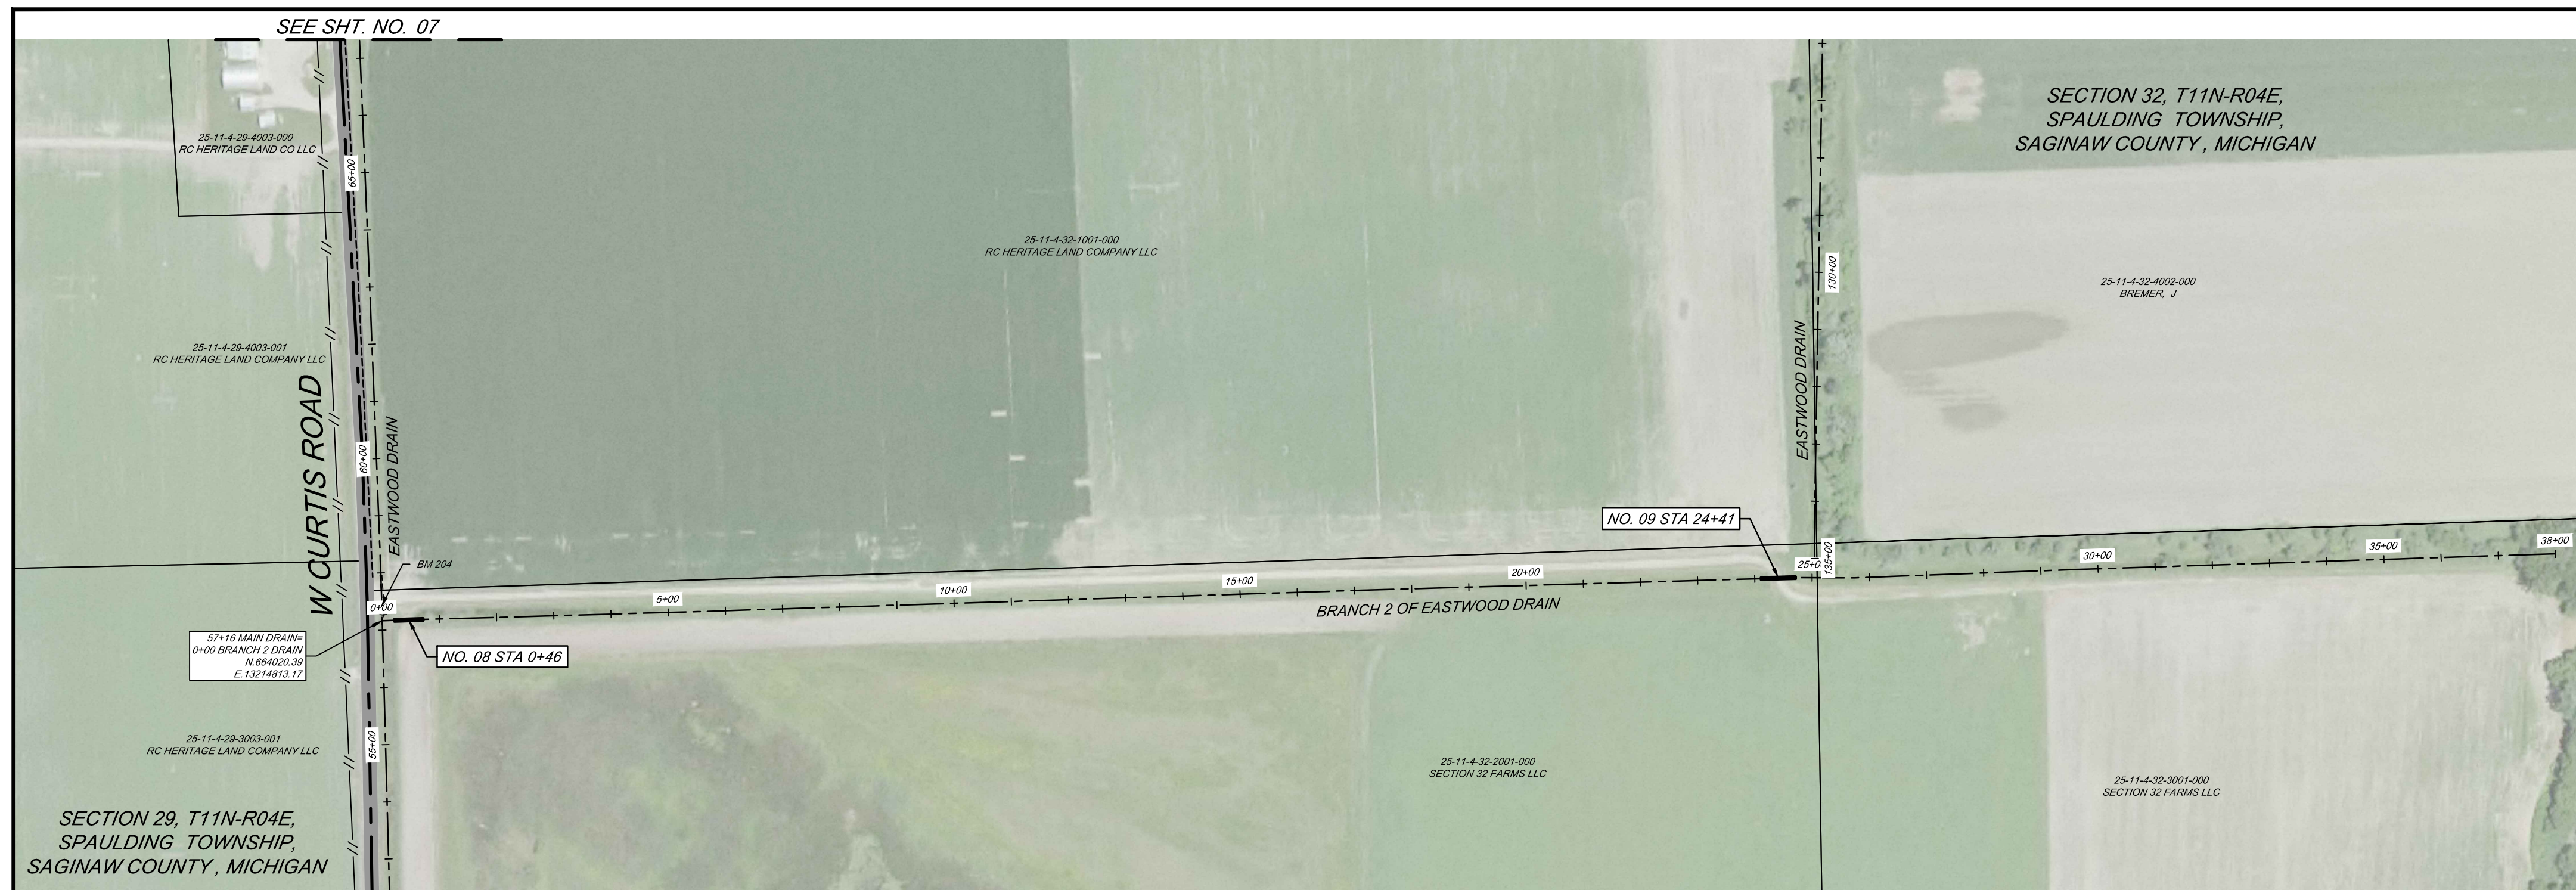 SEE SHT. NO. 07
SECTION 32, T11N-R04E,
SPAULDING TOWNSHIP,
SAGINAW COUNTY , MICHIGAN
25-11-4-29-4003-000
RC HERITAGE LAND CO LLC
65+00
25-11-4-32-1001-000
RC HERITAGE LAND COMPANY LLC
130+00
25-11-4-32-4002-000
BREMER, J
25-11-4-29-4003-001
RC HERITAGE LAND COMPANY LLC
W CURTIS ROAD
60+00
EASTWOOD DRAIN
EASTWOOD DRAIN
NO. 09 STA 24+41
BM 204
0+00
5+00
10+00
15+00
20+00
25+0
135+00
30+00
35+00
38+00
BRANCH 2 OF EASTWOOD DRAIN
57+16 MAIN DRAIN=
0+00 BRANCH 2 DRAIN
N.664020.39
E.13214813.17
NO. 08 STA 0+46
55+00
25-11-4-29-3003-001
RC HERITAGE LAND COMPANY LLC
25-11-4-32-2001-000
SECTION 32 FARMS LLC
25-11-4-32-3001-000
SECTION 32 FARMS LLC
SECTION 29, T11N-R04E,
SPAULDING TOWNSHIP,
SAGINAW COUNTY , MICHIGAN